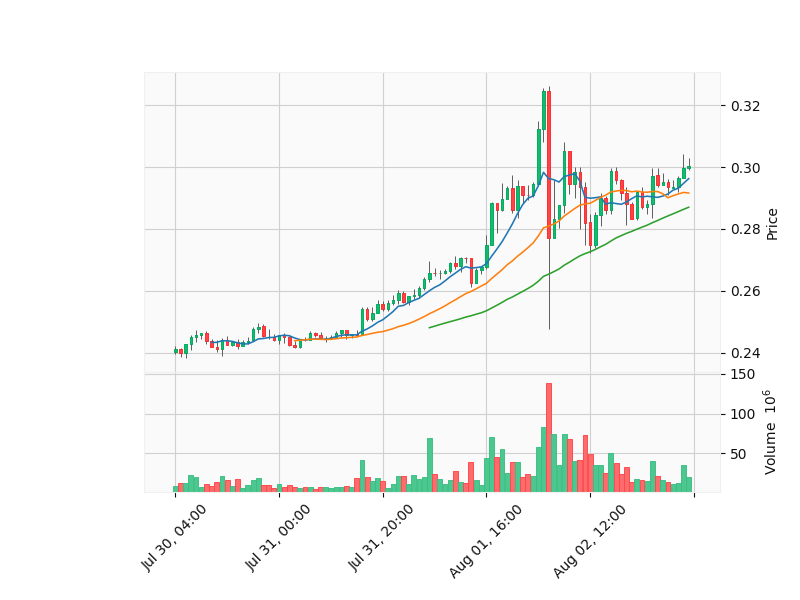 0.32
0.30
0.28
0.26
0.24
Price
150
100
50
Volume 10^6
Jul 30, 04:00
Jul 31, 00:00
Jul 31, 20:00
Aug 01, 16:00
Aug 02, 12:00